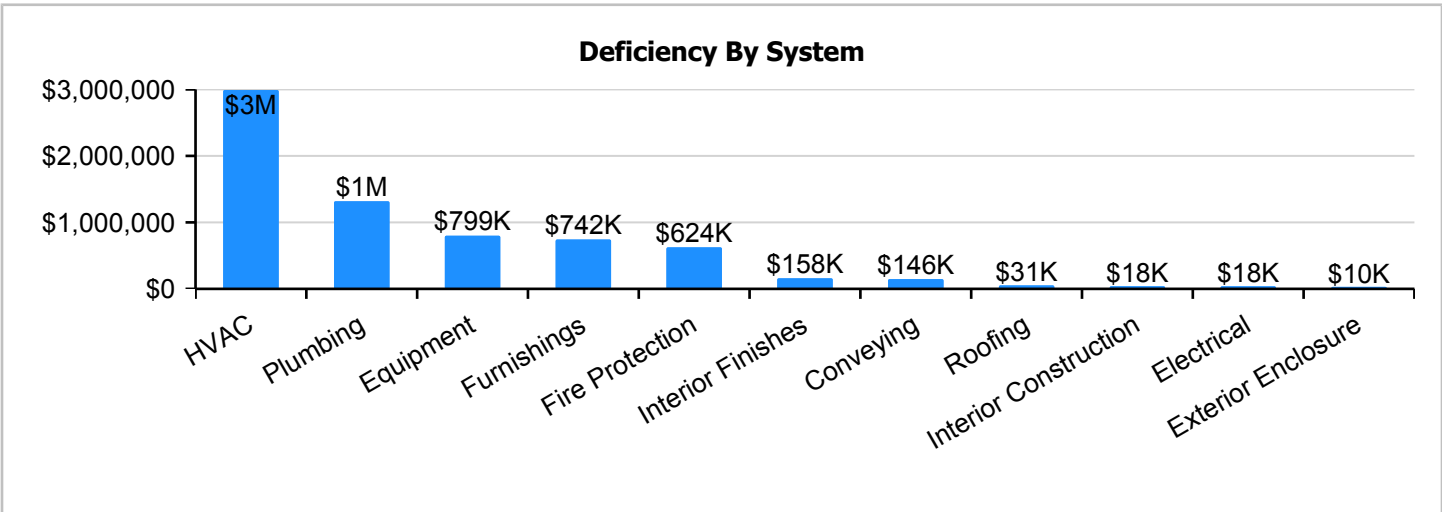 Deficiency By System
$3,000,000
$2,000,000
$1,000,000
$0
$3M
$1M
$799K
$742K
$624K
$158K
$146K
$31K
$18K
$18K
$10K
HVAC
Plumbing
Equipment
Furnishings
Fire Protection
Interior Finishes
Conveying
Roofing
Interior Construction
Electrical
Exterior Enclosure